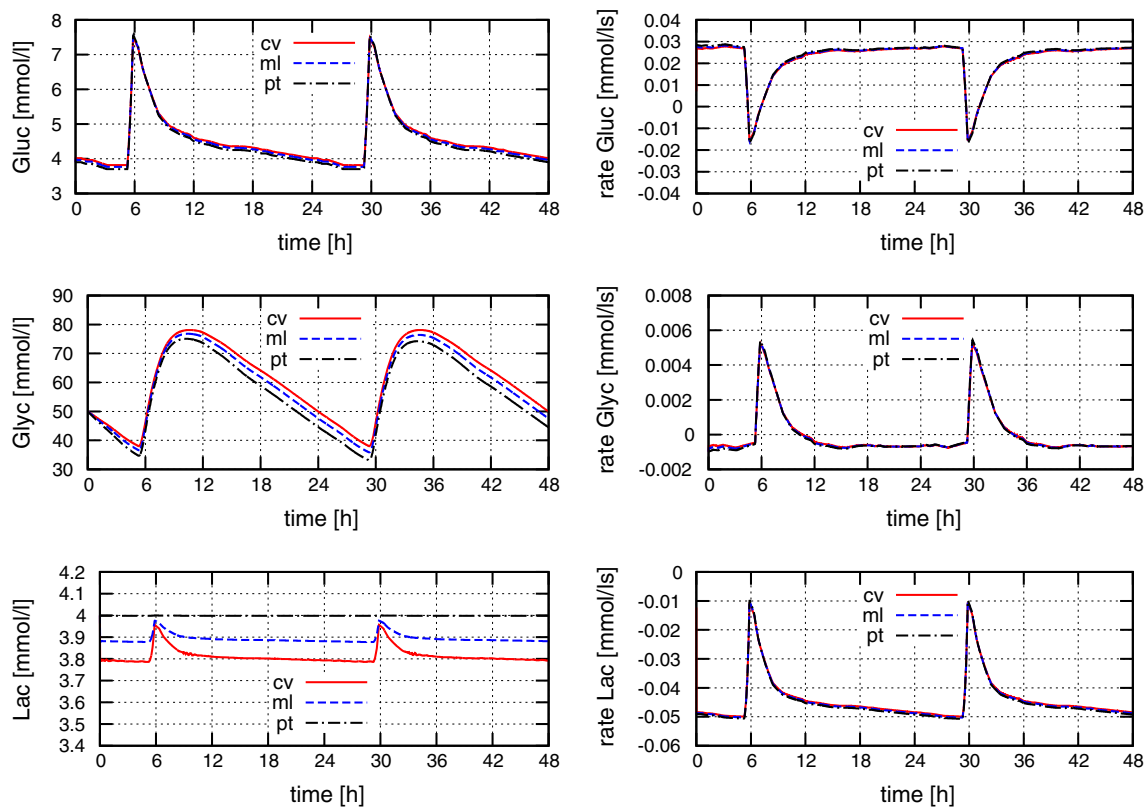 Gluc [mmol/l]
8
7
6
5
4
3
cv
ml
pt
0 6 12 18 24 30 36 42 48
time [h]
rate Gluc [mmol/ls]
0.04
0.03
0.02
0.01
0
-0.01
-0.02
-0.03
-0.04
cv
ml
pt
0 6 12 18 24 30 36 42 48
time [h]
Glyc [mmol/l]
90
80
70
60
50
40
30
cv
ml
pt
0 6 12 18 24 30 36 42 48
time [h]
rate Glyc [mmol/ls]
0.008
0.006
0.004
0.002
0
-0.002
cv
ml
pt
0 6 12 18 24 30 36 42 48
time [h]
Lac [mmol/l]
4.2
4.1
4
3.9
3.8
3.7
3.6
3.5
3.4
cv
ml
pt
0 6 12 18 24 30 36 42 48
time [h]
rate Lac [mmol/ls]
0
-0.01
-0.02
-0.03
-0.04
-0.05
-0.06
cv
ml
pt
0 6 12 18 24 30 36 42 48
time [h]